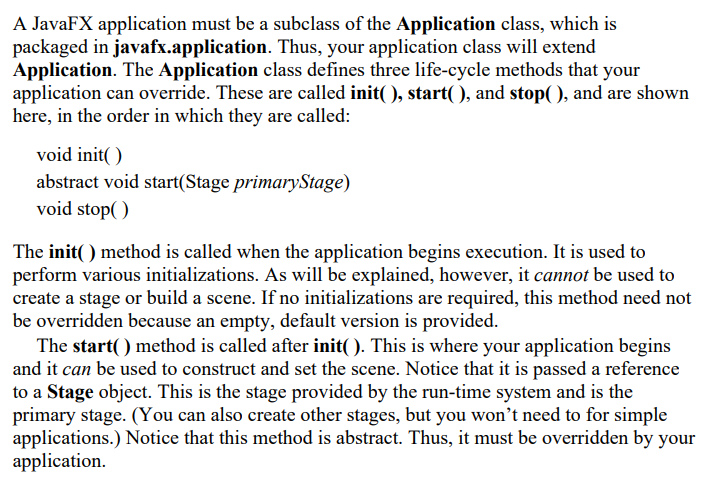 A JavaFX application must be a subclass of the Application class, which is
packaged in javafx.application. Thus, your application class will extend
Application. The Application class defines three life-cycle methods that your
application can override. These are called init( ), start( ), and stop( ), and are shown
here, in the order in which they are called:
void init( )
abstract void start(Stage primaryStage)
void stop( )
The init( ) method is called when the application begins execution. It is used to
perform various initializations. As will be explained, however, it cannot be used to
create a stage or build a scene. If no initializations are required, this method need not
be overridden because an empty, default version is provided.
The start( ) method is called after init( ). This is where your application begins
and it can be used to construct and set the scene. Notice that it is passed a reference
to a Stage object. This is the stage provided by the run-time system and is the
primary stage. (You can also create other stages, but you won’t need to for simple
applications.) Notice that this method is abstract. Thus, it must be overridden by your
application.